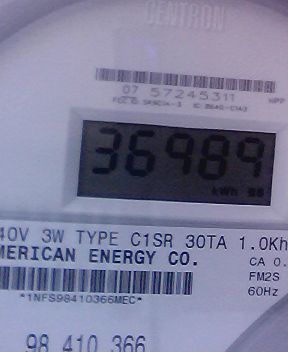 CENTRON
07 57245311
36989
kWh
40V 3W TYPE C1SR 30TA 1.0Kh
MERICAN ENERGY CO.
CA 0.
FM2S
*1NFS98410366MEC*
60Hz
98 410 366